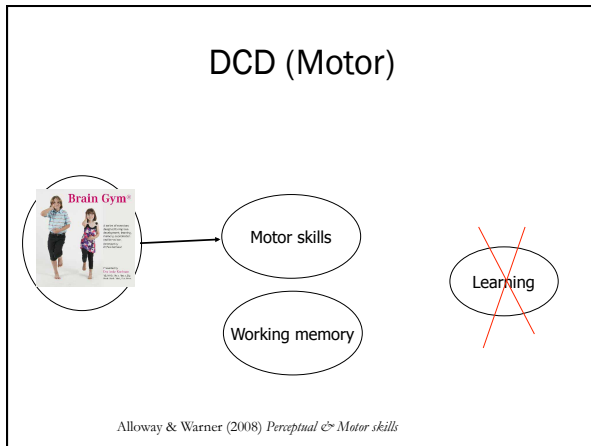 DCD (Motor)
Brain Gym®
Motor skills
Learning
Working memory
Alloway & Warner (2008) Perceptual & Motor skills